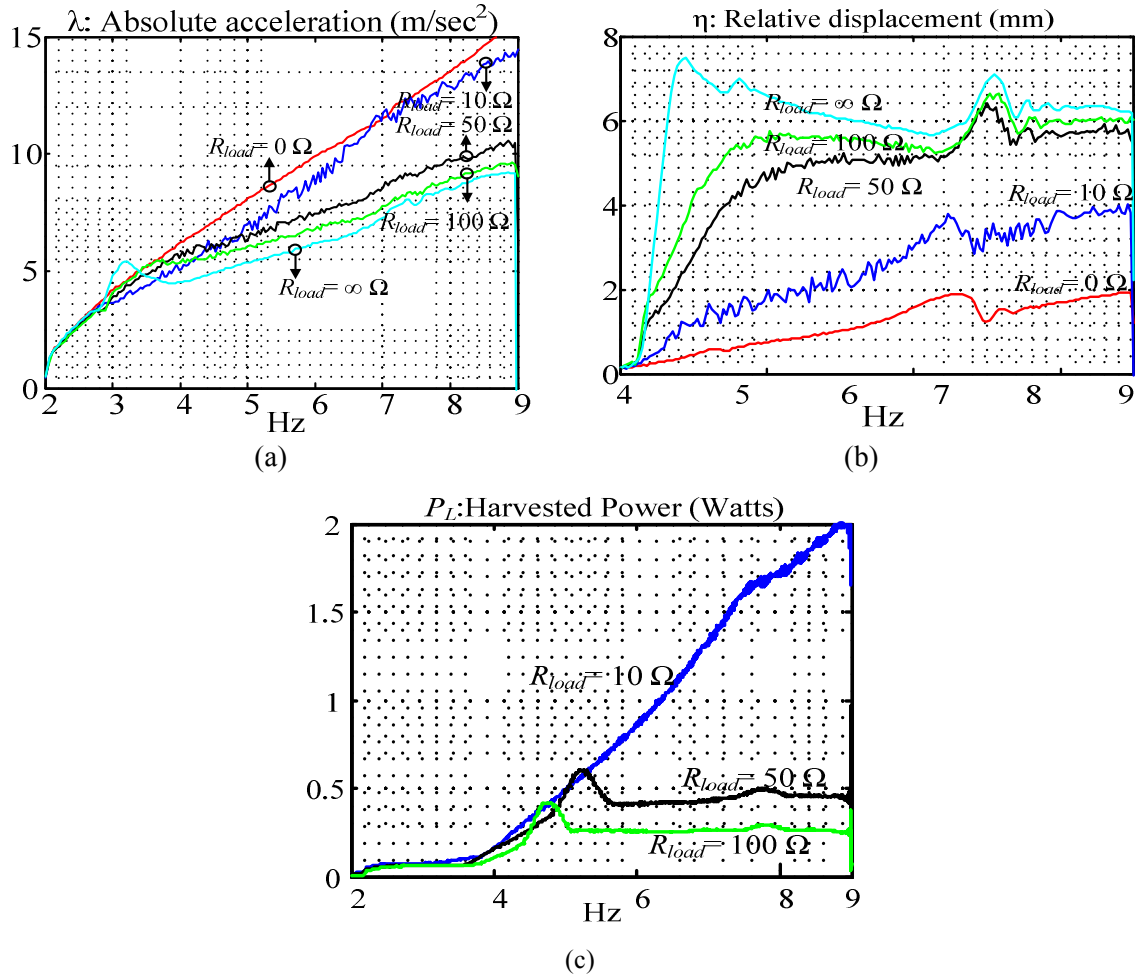 λ: Absolute acceleration (m/sec²)
15
10
5
0
R_load= 0 Ω
R_load= 10 Ω
R_load= 50 Ω
R_load= 100 Ω
R_load= ∞ Ω
2 3 4 5 6 7 8 9
Hz
(a)
η: Relative displacement (mm)
8
6
4
2
0
R_load= ∞ Ω
R_load= 100 Ω
R_load= 50 Ω
R_load= 10 Ω
R_load= 0 Ω
4 5 6 7 8 9
Hz
(b)
P_L:Harvested Power (Watts)
2
1.5
1
0.5
0
R_load= 10 Ω
R_load= 50 Ω
R_load= 100 Ω
2 4 6 8 9
Hz
(c)